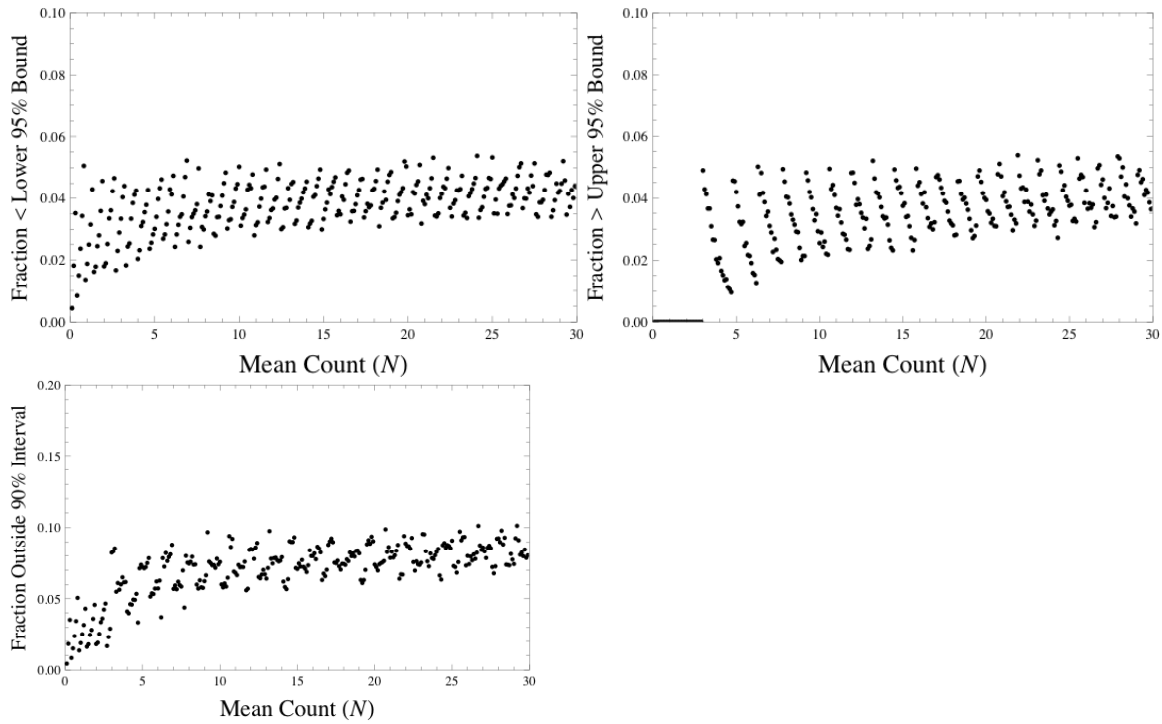 Fraction < Lower 95% Bound
0.10
0.08
0.06
0.04
0.02
0.00
0 5 10 15 20 25 30
Mean Count (N)
Fraction > Upper 95% Bound
0.10
0.08
0.06
0.04
0.02
0.00
0 5 10 15 20 25 30
Mean Count (N)
Fraction Outside 90% Interval
0.20
0.15
0.10
0.05
0.00
0 5 10 15 20 25 30
Mean Count (N)